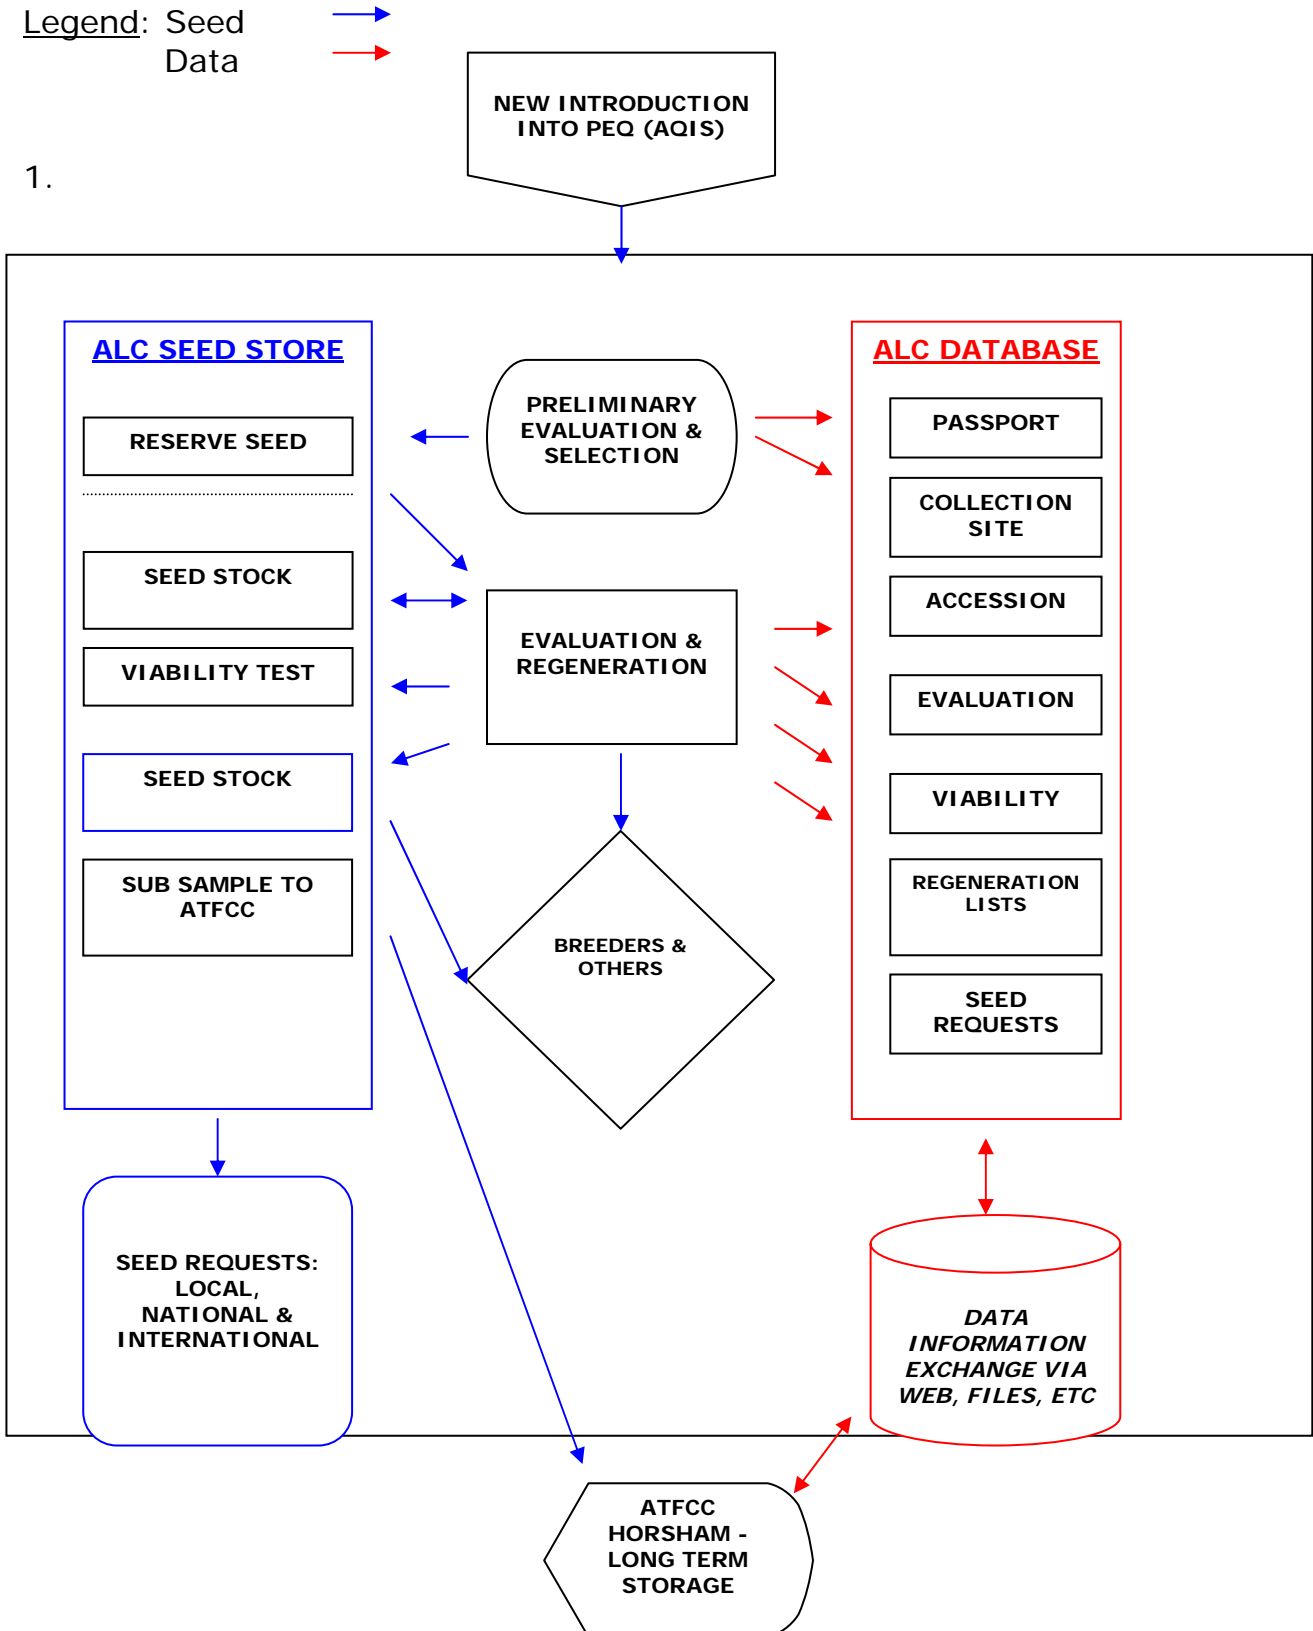 Legend: Seed
Data
NEW INTRODUCTION
INTO PEQ (AQIS)
1.
ALC SEED STORE
RESERVE SEED
SEED STOCK
VIABILITY TEST
SEED STOCK
SUB SAMPLE TO
ATFCC
PRELIMINARY
EVALUATION &
SELECTION
EVALUATION &
REGENERATION
BREEDERS &
OTHERS
ALC DATABASE
PASSPORT
COLLECTION
SITE
ACCESSION
EVALUATION
VIABILITY
REGENERATION
LISTS
SEED
REQUESTS
SEED REQUESTS:
LOCAL,
NATIONAL &
INTERNATIONAL
DATA
INFORMATION
EXCHANGE VIA
WEB, FILES, ETC
ATFCC
HORSHAM -
LONG TERM
STORAGE